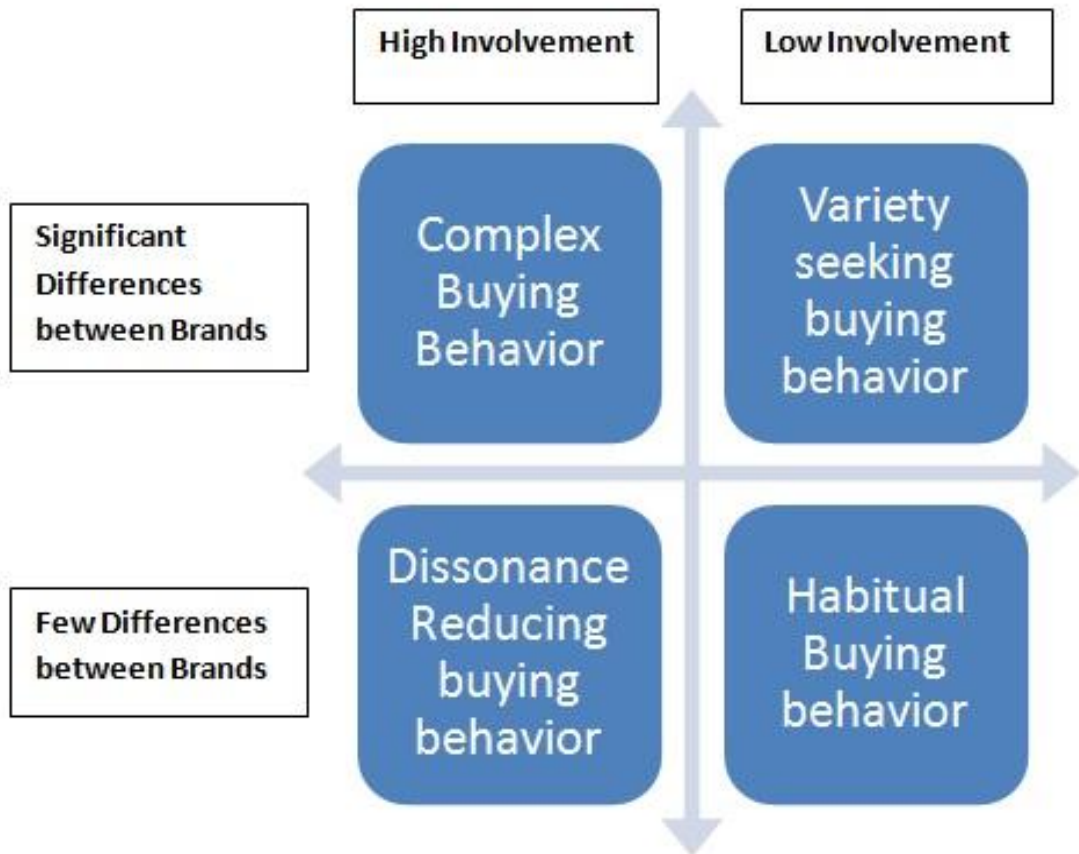 High Involvement
Low Involvement
Significant
Differences
between Brands
Complex
Buying
Behavior
Variety
seeking
buying
behavior
Few Differences
between Brands
Dissonance
Reducing
buying
behavior
Habitual
Buying
behavior